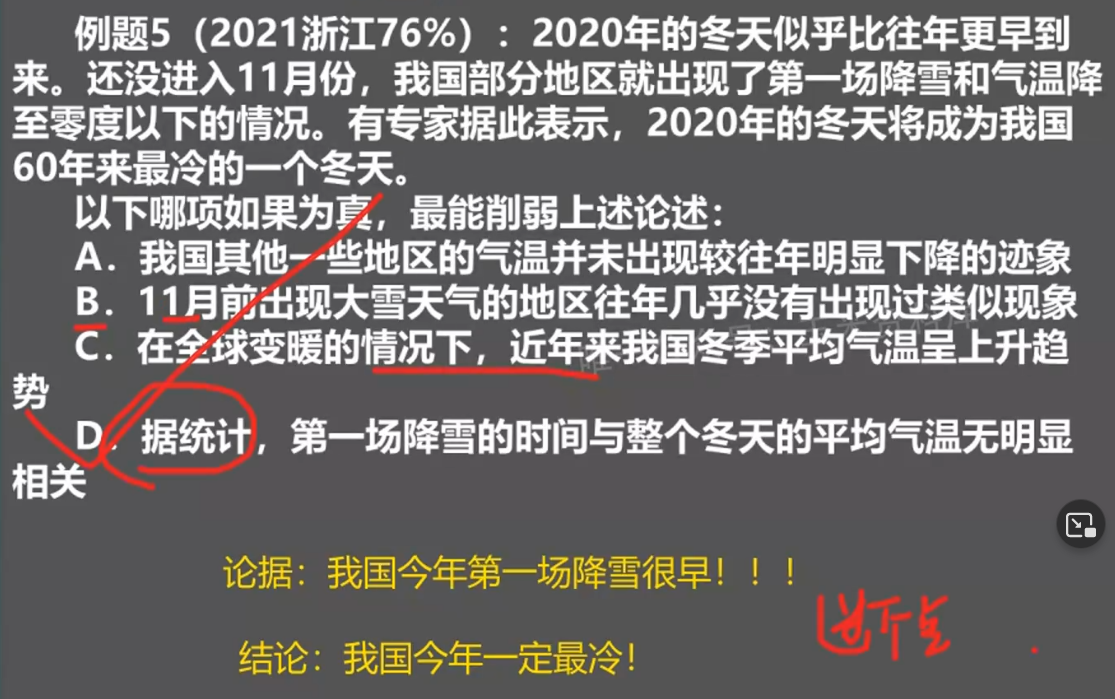 例题5（2021浙江76%）：2020年的冬天似乎比往年更早到
来。还没进入11月份，我国部分地区就出现了第一场降雪和气温降
至零度以下的情况。有专家据此表示，2020年的冬天将成为我国
60年来最冷的一个冬天。
以下哪项如果为真，最能削弱上述论述：
A．我国其他一些地区的气温并未出现较往年明显下降的迹象
B．11月前出现大雪天气的地区往年几乎没有出现过类似现象
C．在全球变暖的情况下，近年来我国冬季平均气温呈上升趋
势
D．据统计，第一场降雪的时间与整个冬天的平均气温无明显
相关
论据：我国今年第一场降雪很早！！！
结论：我国今年一定最冷！